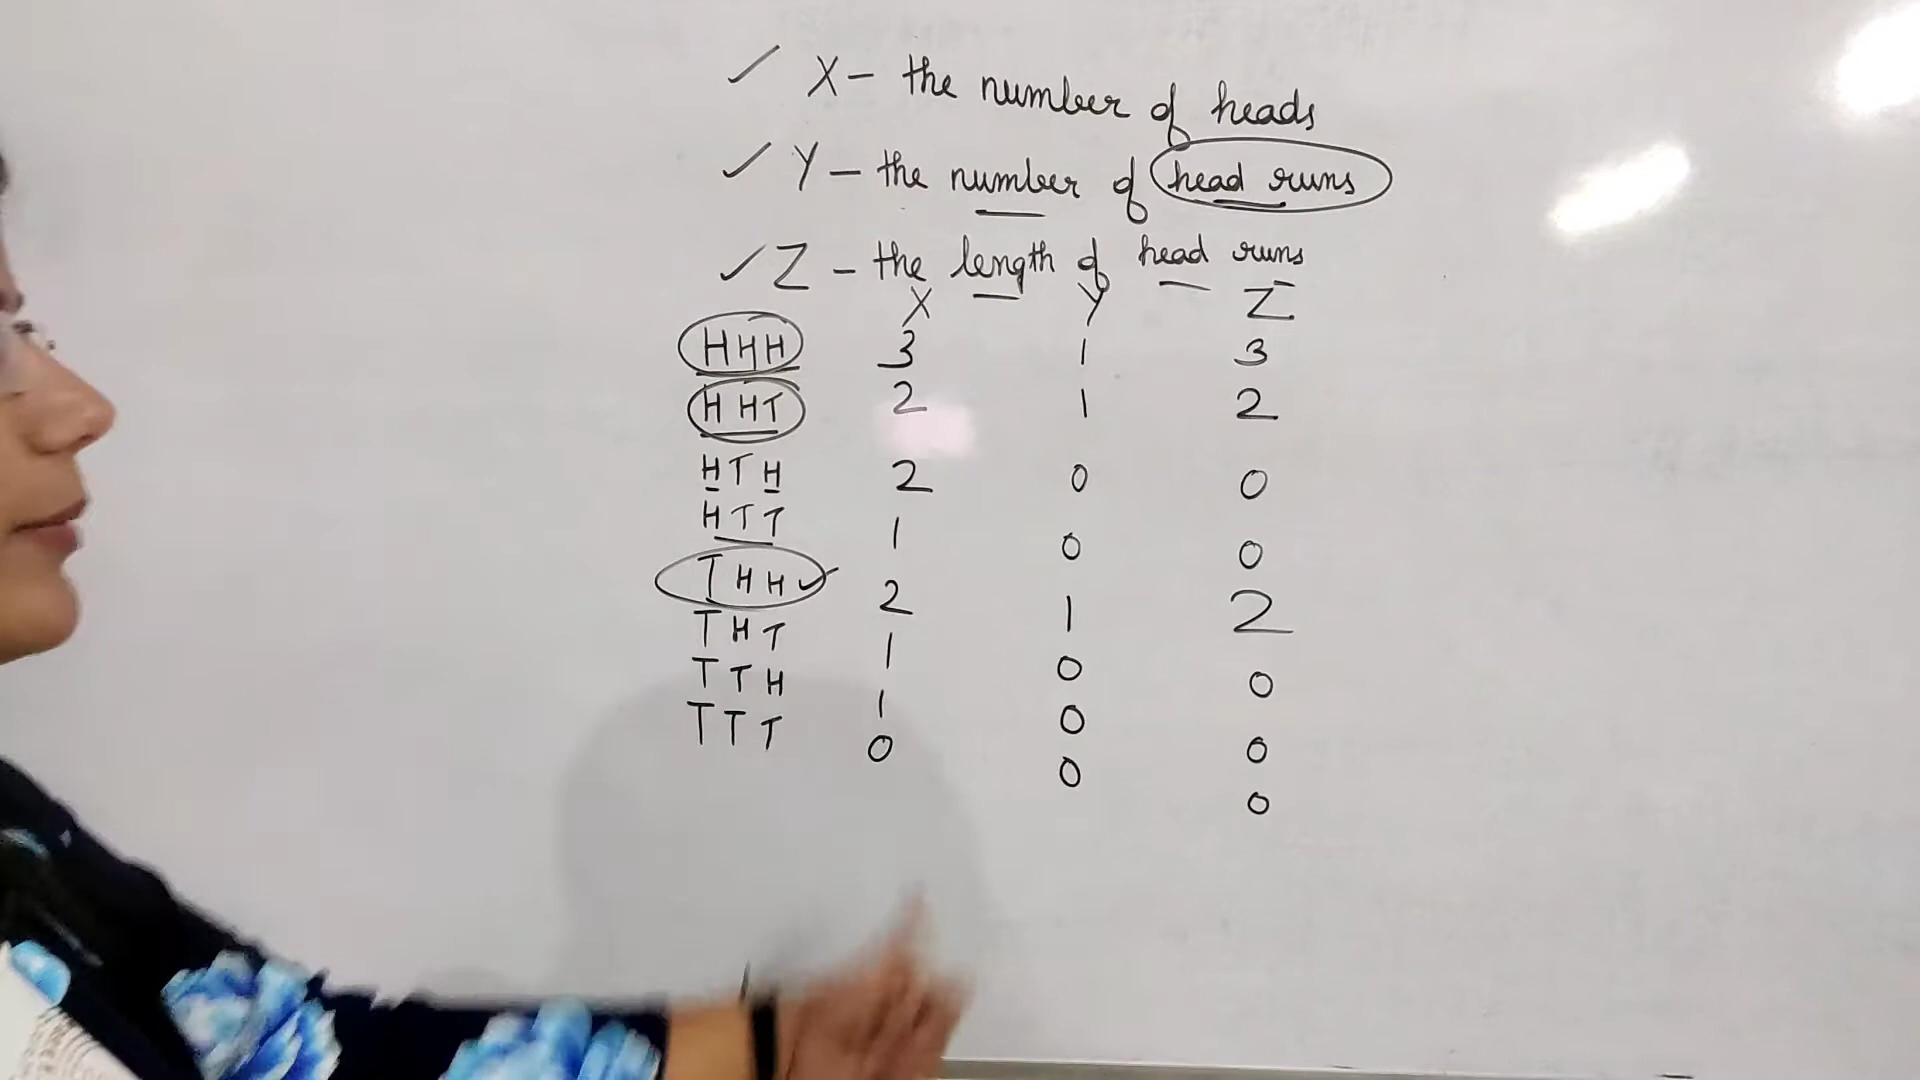 ✓ X - the number of heads
✓ Y - the number of head runs
✓ Z - the length of head runs
X Y Z
HHH 3 1 3
HHT 2 1 2
HTH 2 0 0
HTT 1 0 0
THH ✓ 2 1 2
THT 1 0 0
TTH 1 0 0
TTT 0 0 0